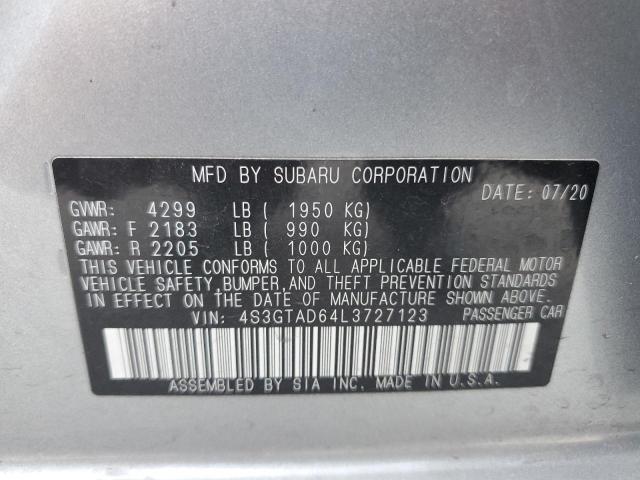 MFD BY SUBARU CORPORATION
DATE: 07/20
GVWR: 4299 LB ( 1950 KG)
GAWR: F 2183 LB ( 990 KG)
GAWR: R 2205 LB ( 1000 KG)
THIS VEHICLE CONFORMS TO ALL APPLICABLE FEDERAL MOTOR
VEHICLE SAFETY, BUMPER, AND THEFT PREVENTION STANDARDS
IN EFFECT ON THE DATE OF MANUFACTURE SHOWN ABOVE.
VIN: 4S3GTAD64L3727123 PASSENGER CAR
ASSEMBLED BY SIA INC. MADE IN U.S.A.